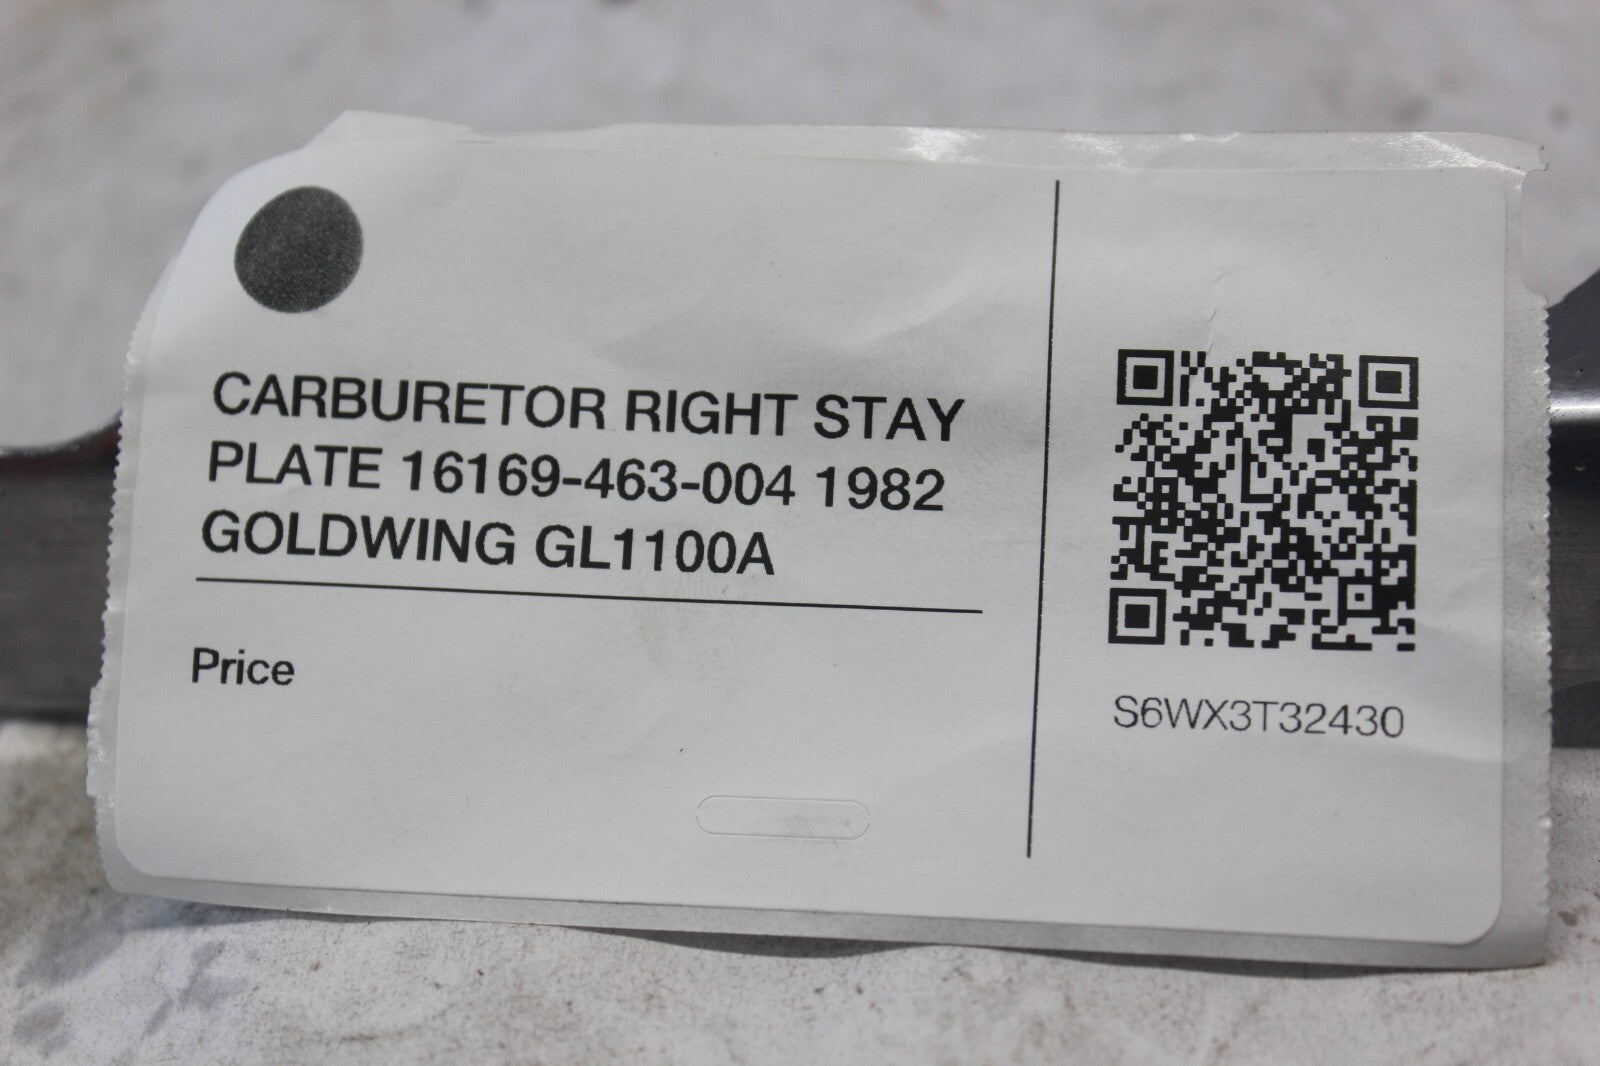 CARBURETOR RIGHT STAY
PLATE 16169-463-004 1982
GOLDWING GL1100A
Price
S6WX3T32430